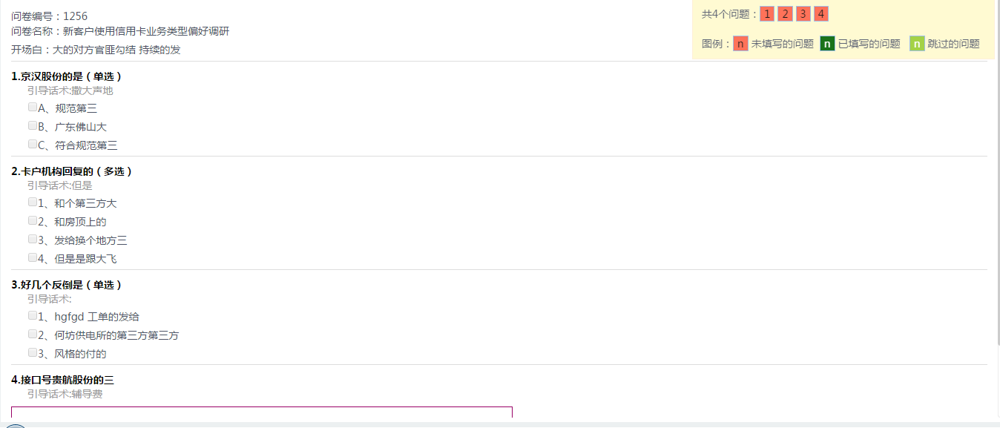 问卷编号：1256
问卷名称：新客户使用信用卡业务类型偏好调研
开场白：大的对方官匪勾结 持续的发
共4个问题： 1 2 3 4
图例： n 未填写的问题 n 已填写的问题 n 跳过的问题
1.京汉股份的是（单选）
引导话术:撒大声地
A、规范第三
B、广东佛山大
C、符合规范第三
2.卡户机构回复的（多选）
引导话术:但是
1、和个第三方大
2、和房顶上的
3、发给换个地方三
4、但是是跟大飞
3.好几个反倒是（单选）
引导话术:
1、hgfgd 工单的发给
2、何坊供电所的第三方第三方
3、风格的付的
4.接口号贵航股份的三
引导话术:辅导费